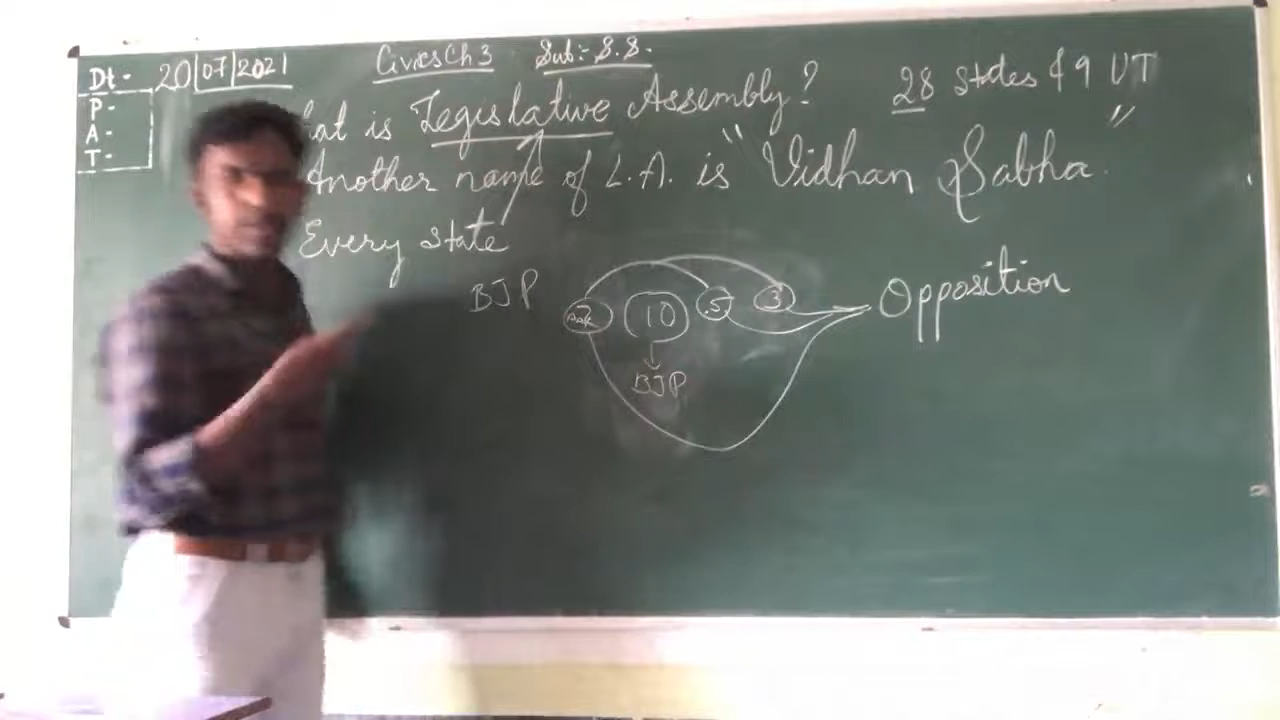 Dt- 20/07/2021 Civics Ch 3 Sub:- S.S.
P-
A-
T-
hat is Legislative Assembly? 28 States & 9 UT
Another name of L.A. is "Vidhan Sabha"
Every state
BJP
10 5 3 Opposition
BJP